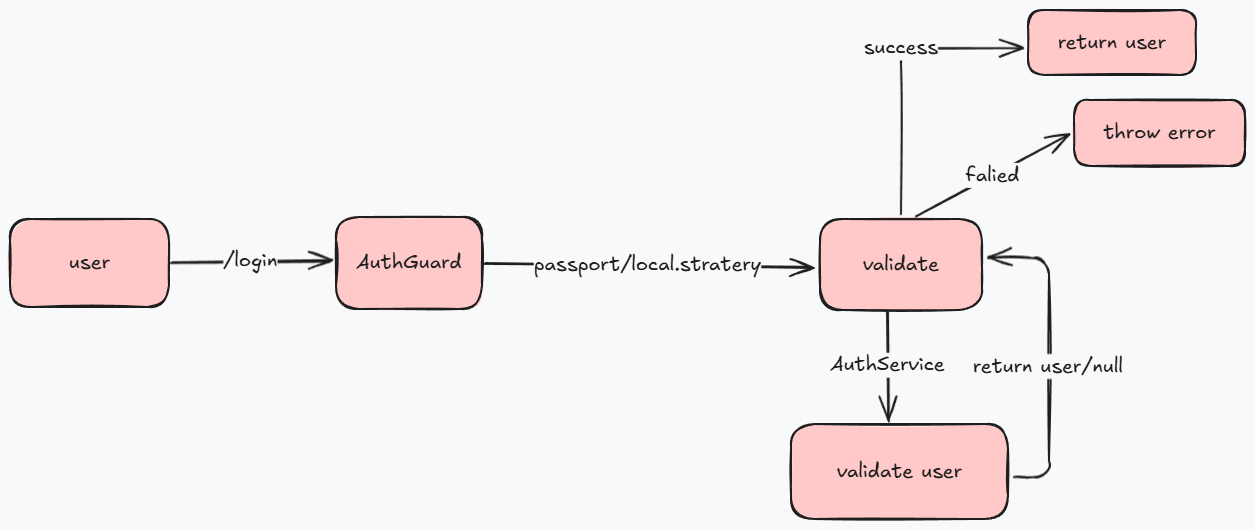 success
return user
throw error
falied
user
/login
AuthGuard
passport/local.stratery
validate
AuthService
return user/null
validate user